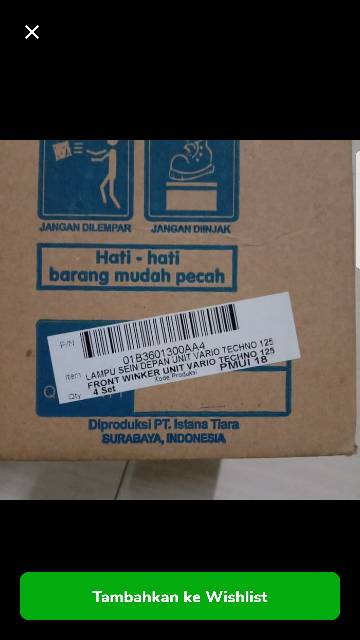 JANGAN DILEMPAR
JANGAN DIINJAK
Hati - hati
barang mudah pecah
P/N
01B3601300AA4
Item LAMPU SEIN DEPAN UNIT VARIO TECHNO 125
FRONT WINKER UNIT VARIO TECHNO 125
Qty 4 Set
Kode Produksi PMUI 18
Q
Diproduksi PT. Istana Tiara
SURABAYA, INDONESIA
Tambahkan ke Wishlist